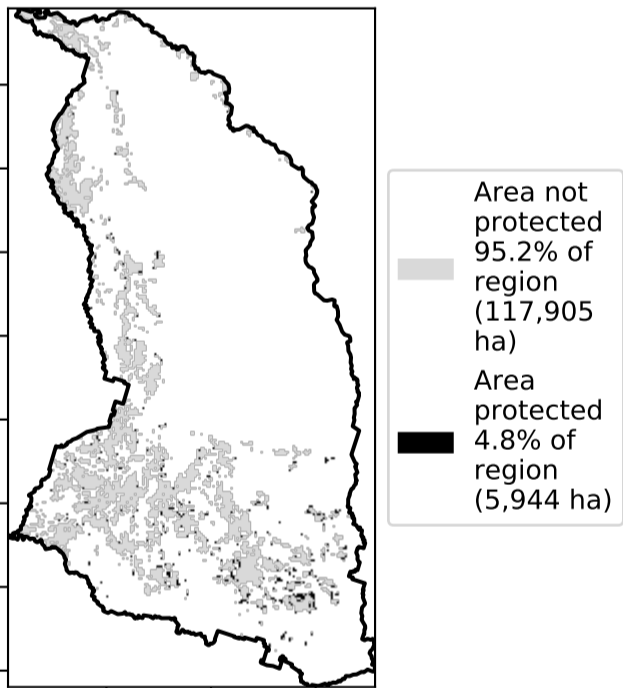 Area not
protected
95.2% of
region
(117,905
ha)
Area
protected
4.8% of
region
(5,944 ha)